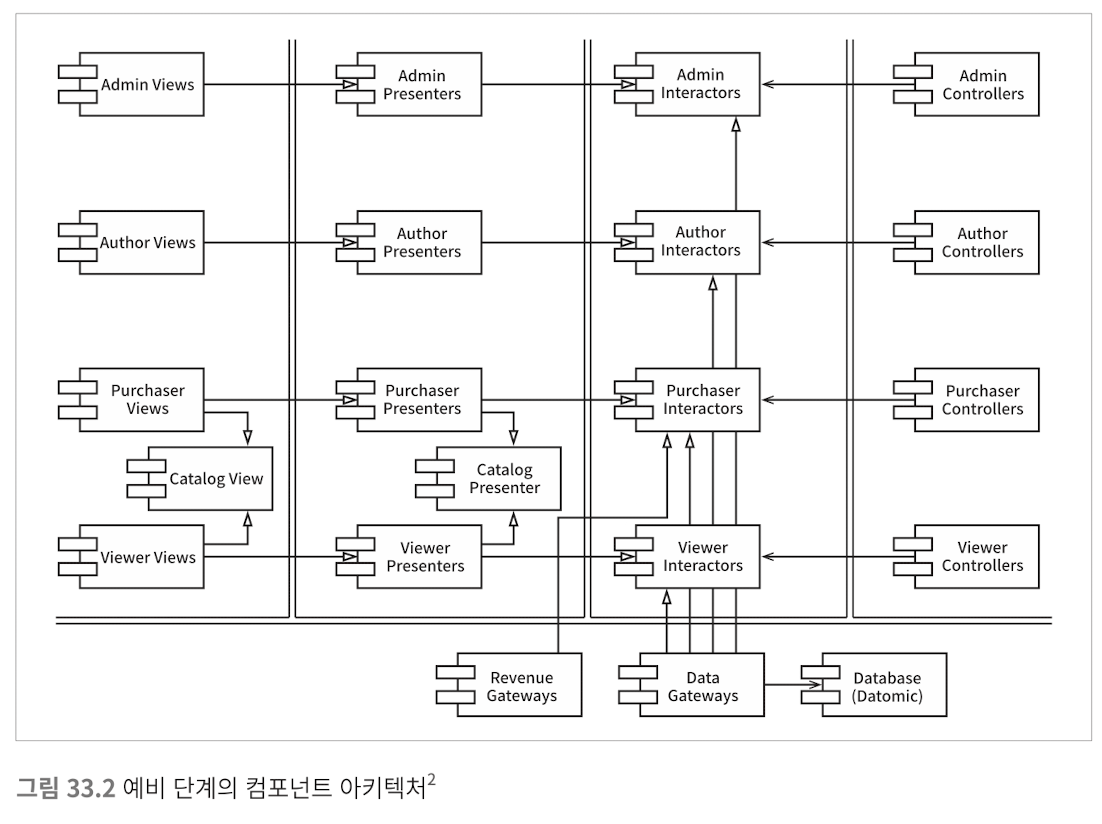 Admin Views
Admin
Presenters
Admin
Interactors
Admin
Controllers
Author Views
Author
Presenters
Author
Interactors
Author
Controllers
Purchaser
Views
Purchaser
Presenters
Purchaser
Interactors
Purchaser
Controllers
Catalog View
Catalog
Presenter
Viewer Views
Viewer
Presenters
Viewer
Interactors
Viewer
Controllers
Revenue
Gateways
Data
Gateways
Database
(Datomic)
그림 33.2 예비 단계의 컴포넌트 아키텍처2